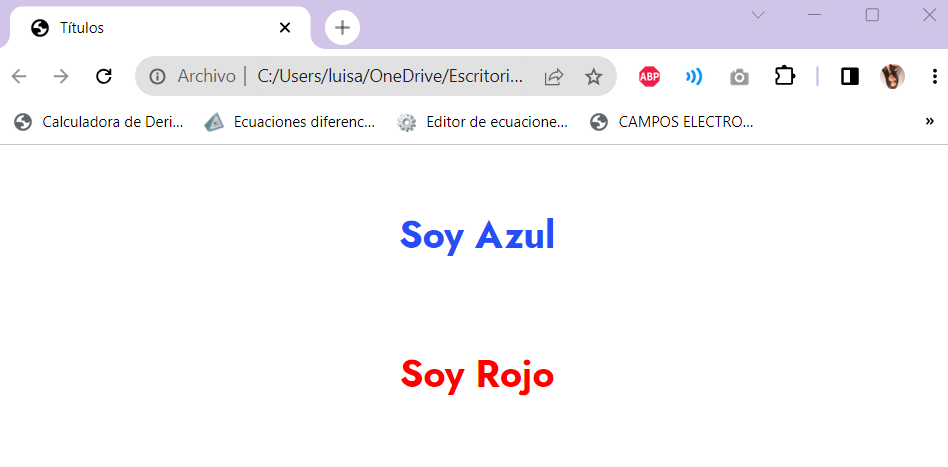 Títulos
Archivo | C:/Users/luisa/OneDrive/Escritori...
ABP
Calculadora de Deri... Ecuaciones diferenc... Editor de ecuacione... CAMPOS ELECTRO... »
Soy Azul
Soy Rojo